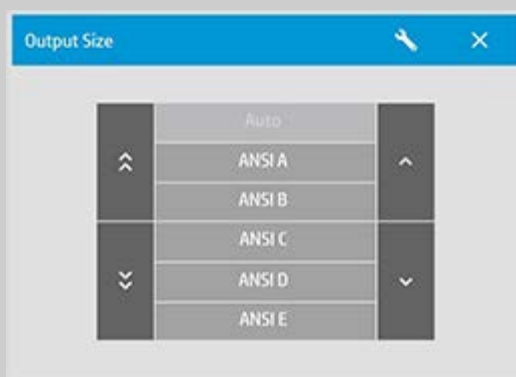 Output Size
Auto
ANSI A
ANSI B
ANSI C
ANSI D
ANSI E